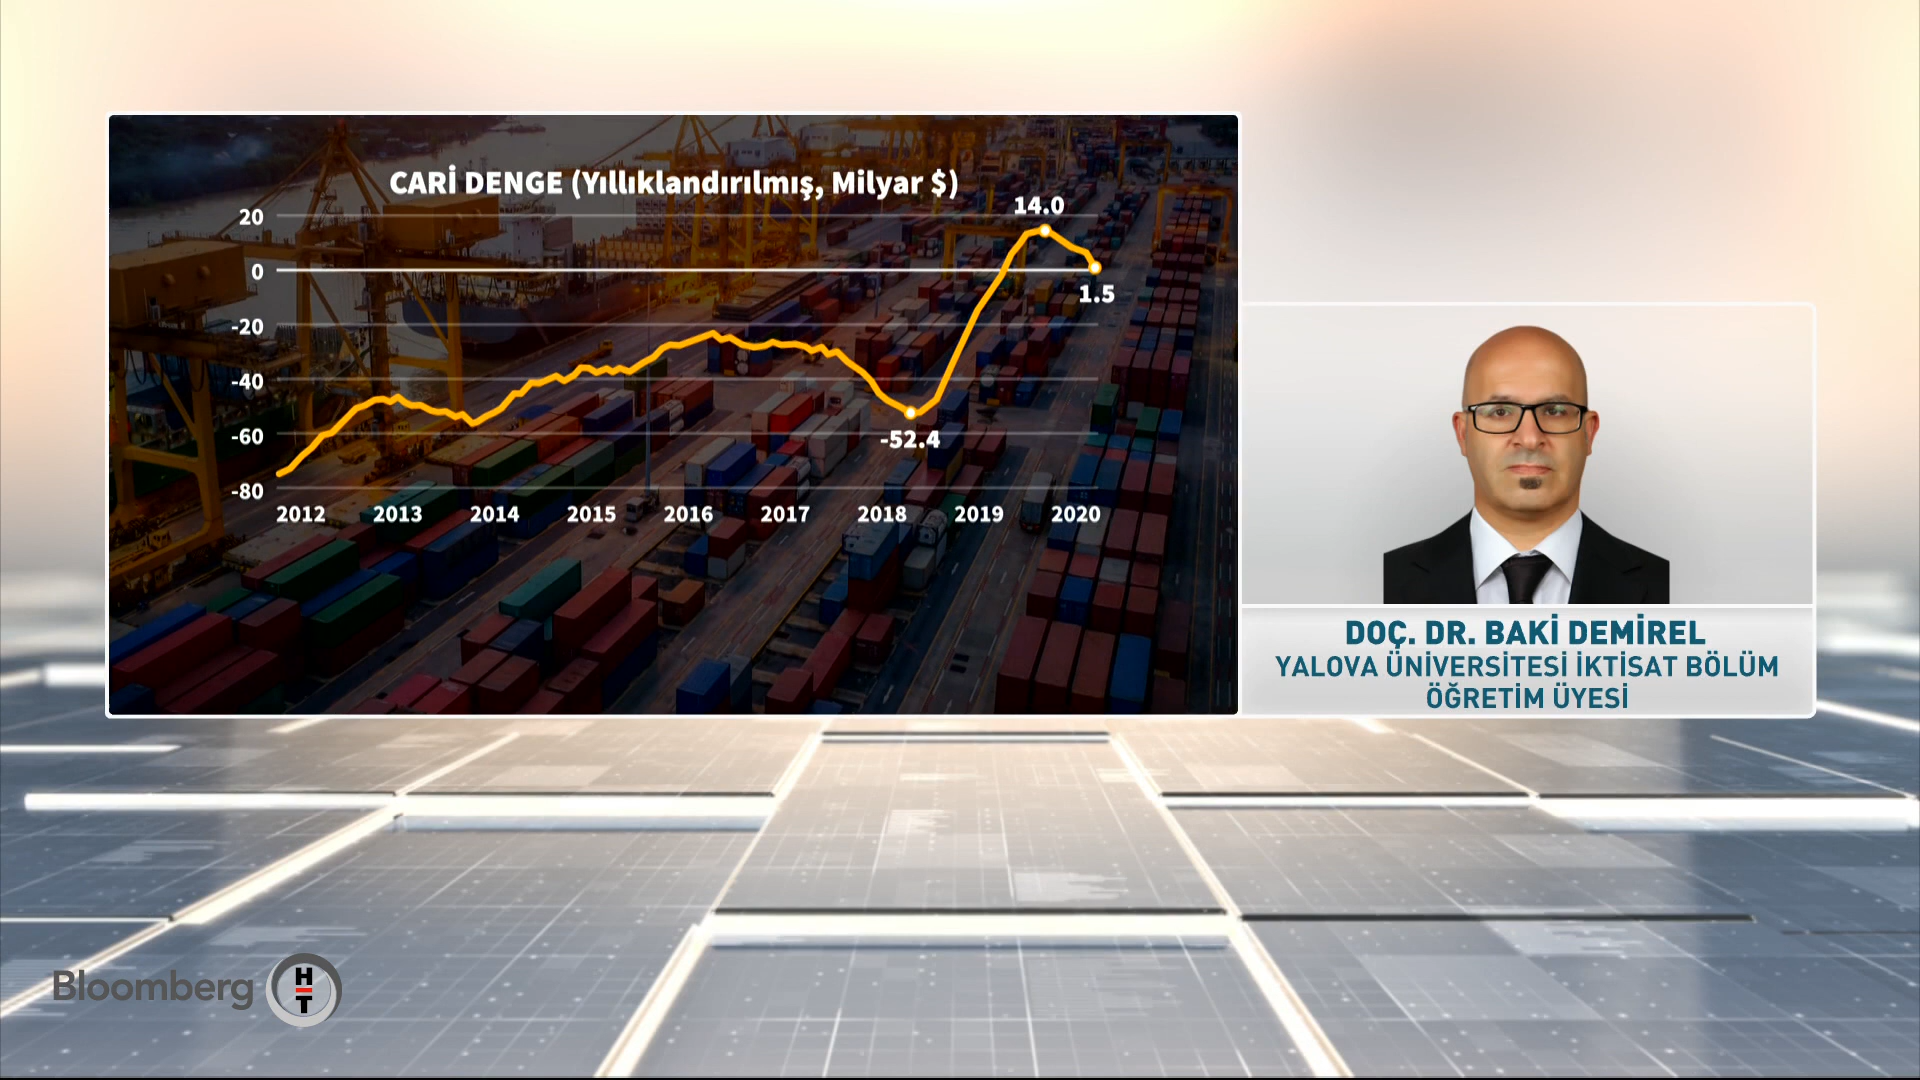 CARİ DENGE (Yıllıklandırılmış, Milyar $)
20
0
-20
-40
-60
-80
14.0
1.5
-52.4
2012 2013 2014 2015 2016 2017 2018 2019 2020
DOÇ. DR. BAKİ DEMİREL
YALOVA ÜNİVERSİTESİ İKTİSAT BÖLÜM
ÖĞRETİM ÜYESİ
Bloomberg HT